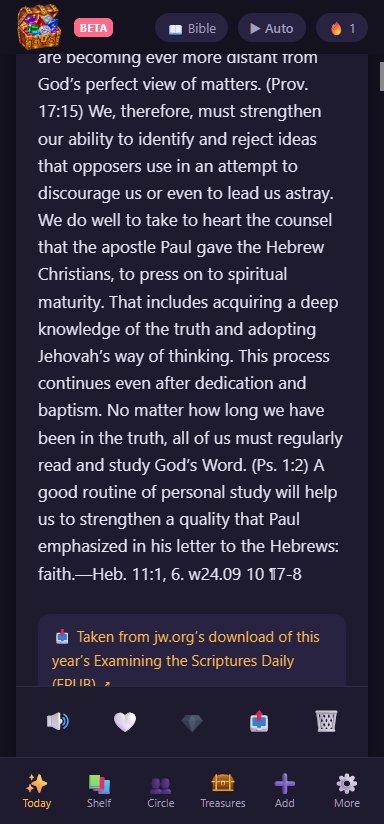 BETA
Bible
Auto
1
are becoming ever more distant from
God’s perfect view of matters. (Prov.
17:15) We, therefore, must strengthen
our ability to identify and reject ideas
that opposers use in an attempt to
discourage us or even to lead us astray.
We do well to take to heart the counsel
that the apostle Paul gave the Hebrew
Christians, to press on to spiritual
maturity. That includes acquiring a deep
knowledge of the truth and adopting
Jehovah’s way of thinking. This process
continues even after dedication and
baptism. No matter how long we have
been in the truth, all of us must regularly
read and study God’s Word. (Ps. 1:2) A
good routine of personal study will help
us to strengthen a quality that Paul
emphasized in his letter to the Hebrews:
faith.—Heb. 11:1, 6. w24.09 10 ¶7-8
Taken from jw.org’s download of this
year’s Examining the Scriptures Daily
(EPUB) ↗
Today
Shelf
Circle
Treasures
Add
More